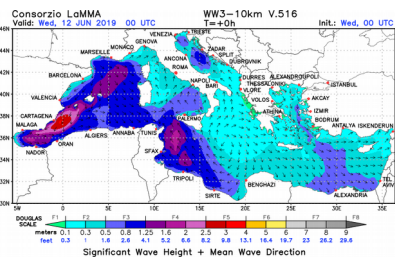 Consorzio LaMMA WW3-10km V.516
Valid: Wed, 12 JUN 2019 00 UTC T=+0h Init.: Wed, 00 UTC
46N
44N
42N
40N
38N
36N
34N
32N
30N
VENEZIA
TRIESTE
MONACO
GENOVA
ZADAR
MARSEILLE
SPLIT
ANCONA
ROMA
DUBROVNIK
BARCELONA
NAPOLI
BARI
DURRES
ALEXANDROUPOLI
THESSALONIKI
ISTANBUL
VLORE
VALENCIA
VOLOS
AKCAY
CARTAGENA
PALERMO
ATHENA
IZMIR
MALAGA
BODRUM
ALGIERS
ANNABA
TUNIS
ANTALYA
ISKENDERUN
ORAN
NADOR
SFAX
TRIPOLI
TEL AVIV
BENGHAZI
SIRTE
ALEXANDRIA
5W 0 5E 10E 15E 20E 25E 30E 35E
DOUGLAS SCALE F1 F2 F3 F4 F5 F6 F7 F8
meters 0.1 0.3 0.5 0.8 1.25 1.6 2 2.5 3 4 5 6 7 8 9
feet 0.3 1 1.6 2.6 4.1 5.2 6.6 8.2 9.8 13.1 16.4 19.7 23 26.2 29.6
Significant Wave Height + Mean Wave Direction